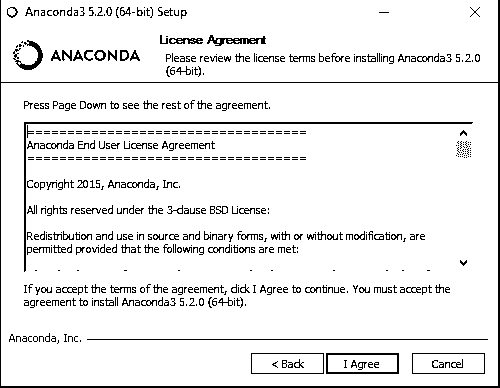 Anaconda3 5.2.0 (64-bit) Setup
ANACONDA
License Agreement
Please review the license terms before installing Anaconda3 5.2.0
(64-bit).
Press Page Down to see the rest of the agreement.
======================================
Anaconda End User License Agreement
======================================
Copyright 2015, Anaconda, Inc.
All rights reserved under the 3-clause BSD License:
Redistribution and use in source and binary forms, with or without modification, are
permitted provided that the following conditions are met:
If you accept the terms of the agreement, click I Agree to continue. You must accept the
agreement to install Anaconda3 5.2.0 (64-bit).
Anaconda, Inc.
< Back
I Agree
Cancel